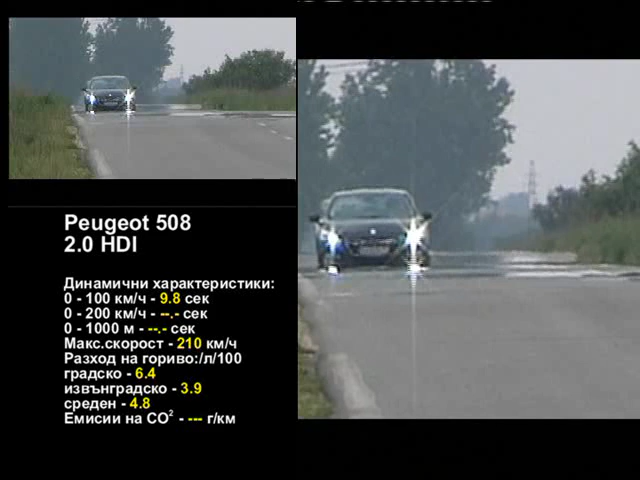 Peugeot 508
2.0 HDI
Динамични характеристики:
0 - 100 км/ч - 9.8 сек
0 - 200 км/ч - --.- сек
0 - 1000 м - --.- сек
Макс.скорост - 210 км/ч
Разход на гориво:/л/100
градско - 6.4
извънградско - 3.9
среден - 4.8
Емисии на CO² - --- г/км